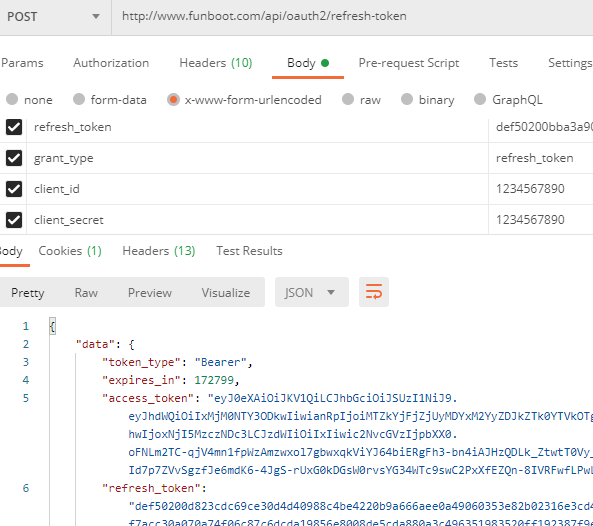 POST http://www.funboot.com/api/oauth2/refresh-token
Params Authorization Headers (10) Body Pre-request Script Tests Settings
none form-data x-www-form-urlencoded raw binary GraphQL
refresh_token def50200bba3a90
grant_type refresh_token
client_id 1234567890
client_secret 1234567890
Body Cookies (1) Headers (13) Test Results
Pretty Raw Preview Visualize JSON
1 {
2 "data": {
3 "token_type": "Bearer",
4 "expires_in": 172799,
5 "access_token": "eyJ0eXAiOiJKV1QiLCJhbGciOiJSUzI1NiJ9.
eyJhdWQiOiIxMjM0NTY3ODkwIiwianRpIjoiMTZkYjFjZjUyMDYxM2YyZDJkZTk0YTVkOTg
hwIjoxNjI5MzczNDc3LCJzdWIiOiIxIiwic2NvcGVzIjpbXX0.
oFNLm2TC-qjV4mn1fpWzAmzwxol7gbwxqkViYJ64biERgFh3-bn4iAJHzQDLk_ZtwtT0Vy_
Id7p7ZVvSgzfJe6mdK6-4JgS-rUxG0kDGsW0rvsYG34WTc9swC2PxXfEZQn-8IVRFwfLPwL
6 "refresh_token":
"def50200d823cdc69ce30d4d40988c4be4220b9a666aee0a49060353e82b02316e3cd4
f7acc30a070a74f06c87c6dcda19856e8008de5cda880a3c496351983520ff192387f9e